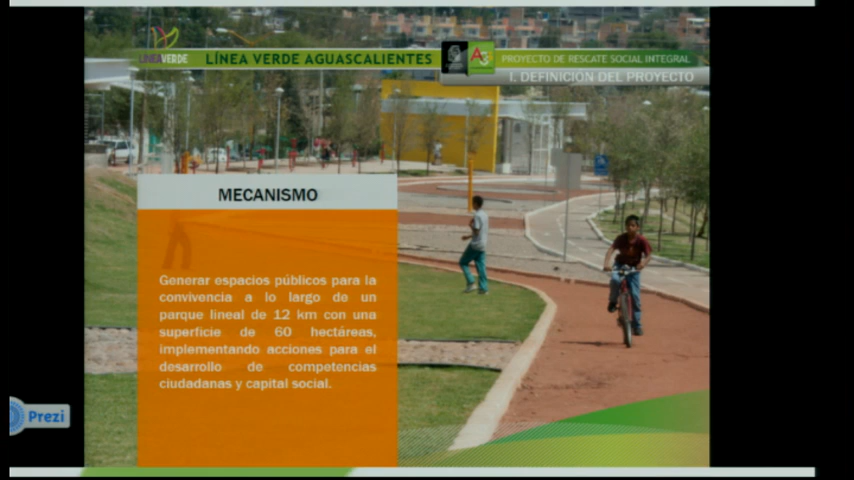 LINEAVERDE
LÍNEA VERDE AGUASCALIENTES
PROYECTO DE RESCATE SOCIAL INTEGRAL
I. DEFINICIÓN DEL PROYECTO
MECANISMO
Generar espacios públicos para la
convivencia a lo largo de un
parque lineal de 12 km con una
superficie de 60 hectáreas,
implementando acciones para el
desarrollo de competencias
ciudadanas y capital social.
Prezi